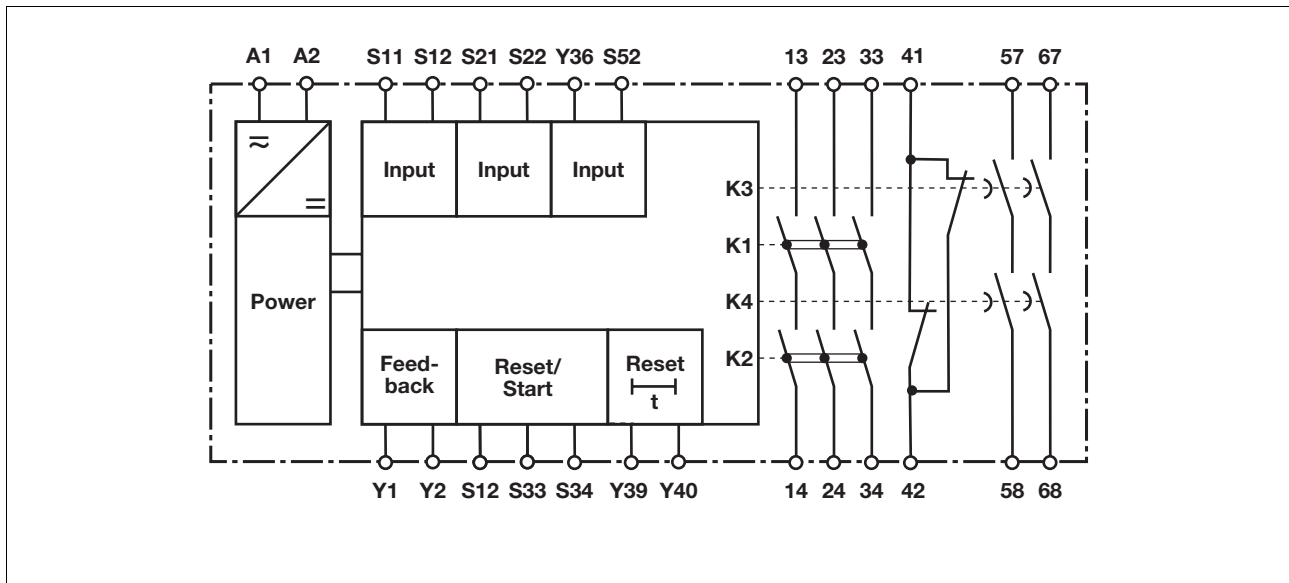 A1 A2 S11 S12 S21 S22 Y36 S52 13 23 33 41 57 67
Input Input Input
K3
K1
Power
K4
K2
Feed-
back
Reset/
Start
Reset
t
Y1 Y2 S12 S33 S34 Y39 Y40 14 24 34 42 58 68